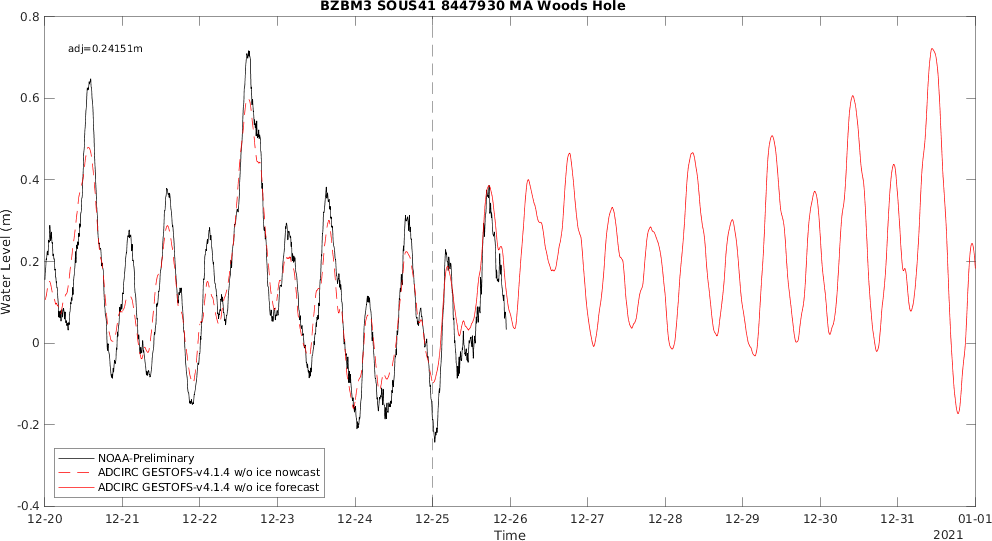 BZBM3 SOUS41 8447930 MA Woods Hole
adj=0.24151m
Water Level (m)
0.8
0.6
0.4
0.2
0
-0.2
-0.4
NOAA-Preliminary
ADCIRC GESTOFS-v4.1.4 w/o ice nowcast
ADCIRC GESTOFS-v4.1.4 w/o ice forecast
12-20 12-21 12-22 12-23 12-24 12-25 12-26 12-27 12-28 12-29 12-30 12-31 01-01
Time
2021